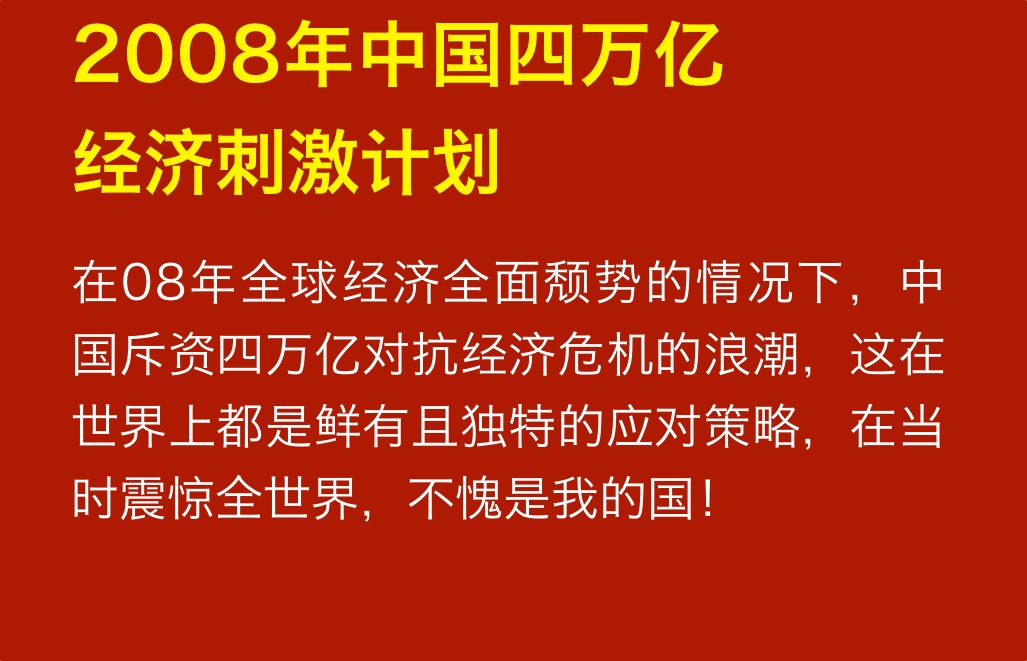 2008年中国四万亿
经济刺激计划
在08年全球经济全面颓势的情况下，中
国斥资四万亿对抗经济危机的浪潮，这在
世界上都是鲜有且独特的应对策略，在当
时震惊全世界，不愧是我的国！